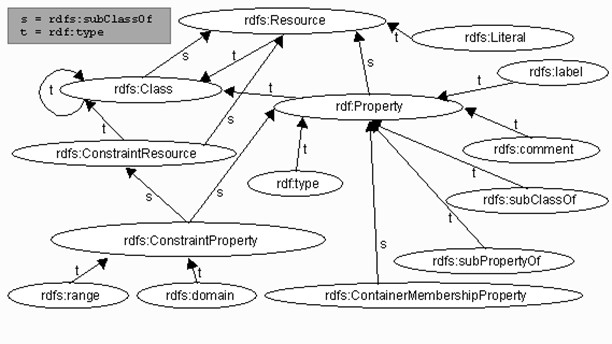 s = rdfs:subClassOf
t = rdf:type
rdfs:Resource
rdfs:Literal
s
t
t
s
rdfs:label
t
rdfs:Class
t
t
rdf:Property
t
s
t
rdfs:comment
rdfs:ConstraintResource
t
rdf:type
t
rdfs:subClassOf
s
s
t
rdfs:ConstraintProperty
s
rdfs:subPropertyOf
t
t
rdfs:range
rdfs:domain
rdfs:ContainerMembershipProperty